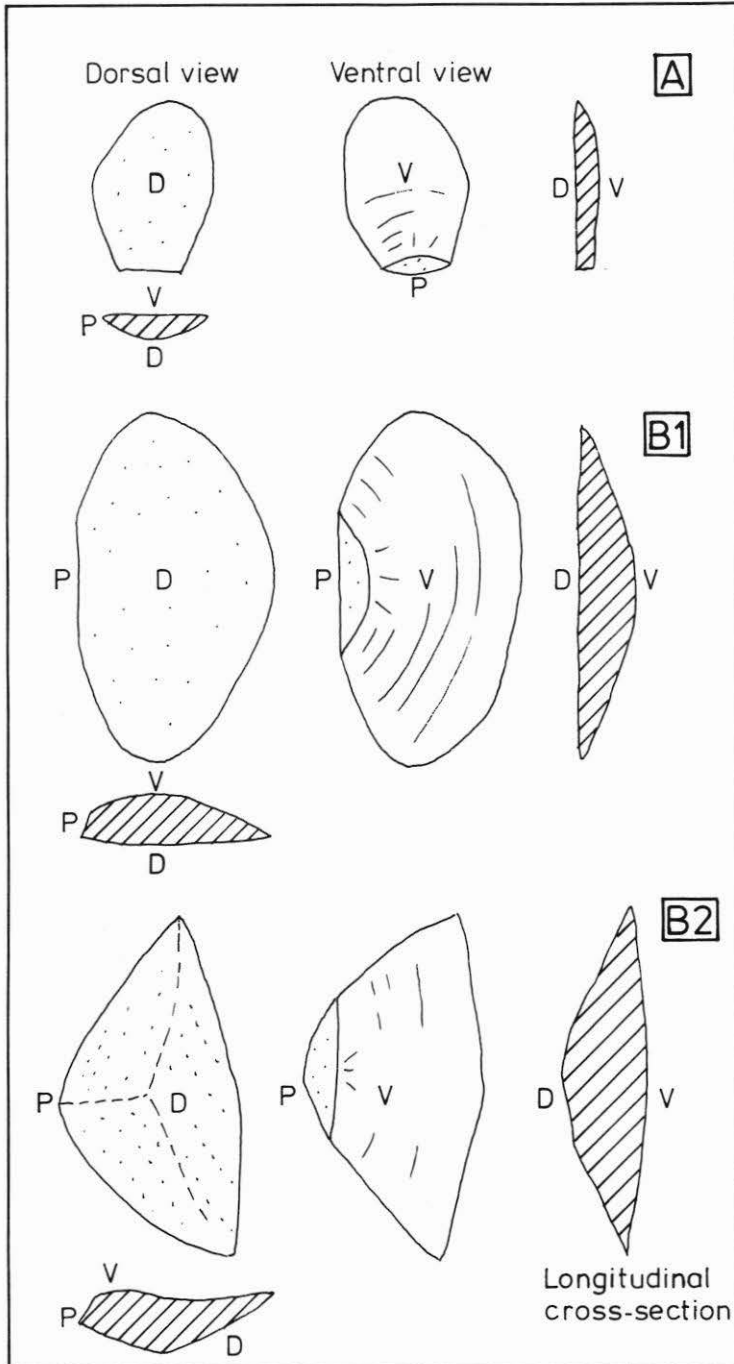 Dorsal view Ventral view A
D V D V
P
V
P
D
B1
P D P V D V
V
P
D
B2
P D P V D V
V
P
D
Longitudinal
cross-section